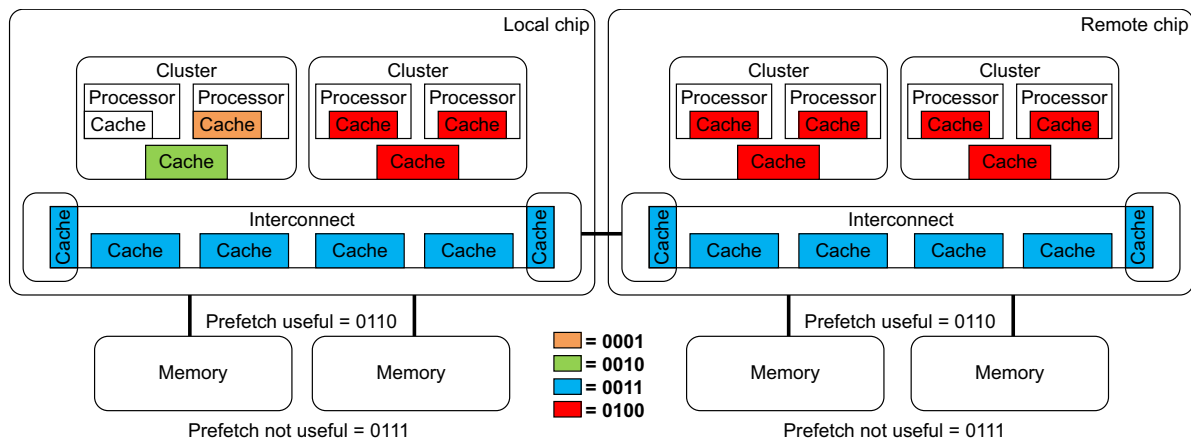 Local chip
Remote chip
Cluster
Cluster
Cluster
Cluster
Processor
Processor
Processor
Processor
Processor
Processor
Processor
Processor
Cache
Cache
Cache
Cache
Cache
Cache
Cache
Cache
Cache
Cache
Cache
Cache
Cache
Interconnect
Cache
Cache
Interconnect
Cache
Cache
Cache
Cache
Cache
Cache
Cache
Cache
Cache
Prefetch useful = 0110
Prefetch useful = 0110
= 0001
= 0010
= 0011
= 0100
Memory
Memory
Memory
Memory
Prefetch not useful = 0111
Prefetch not useful = 0111